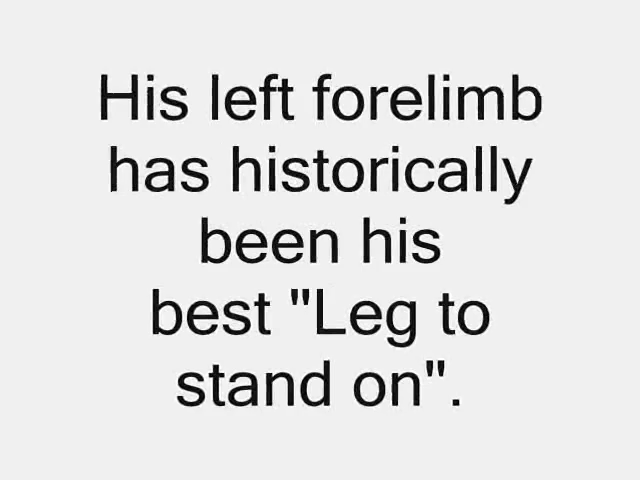 His left forelimb
has historically
been his
best "Leg to
stand on".